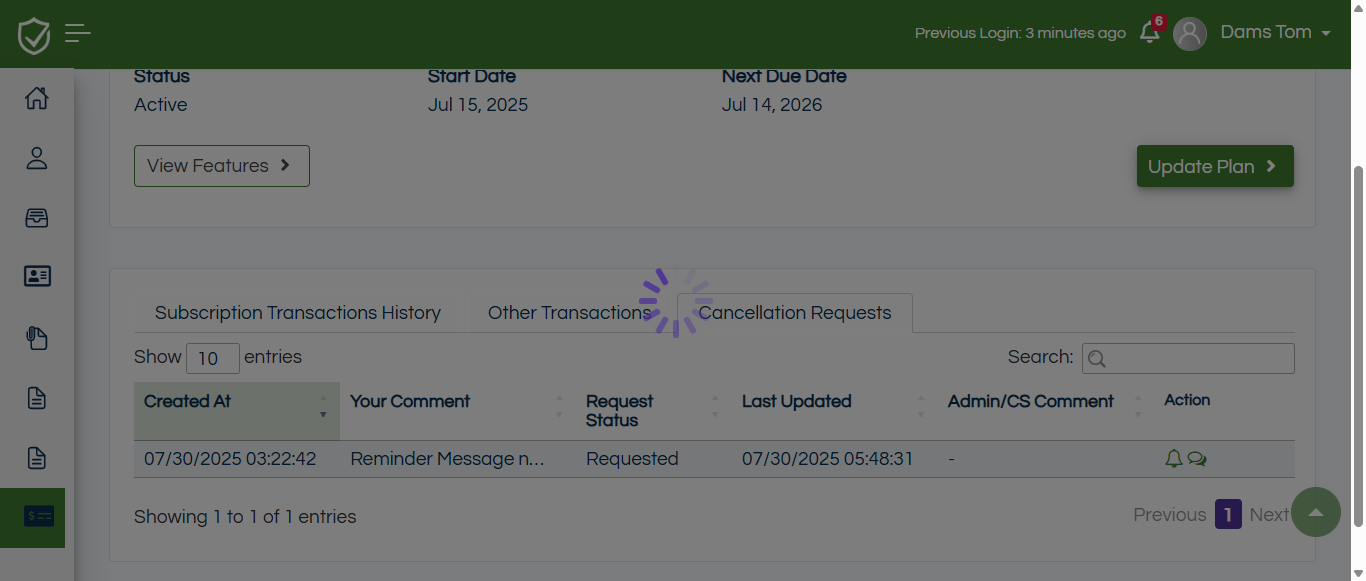 Previous Login: 3 minutes ago 6 Dams Tom
Status Start Date Next Due Date
Active Jul 15, 2025 Jul 14, 2026
View Features Update Plan
Subscription Transactions History Other Transactions Cancellation Requests
Show 10 entries Search:
Created At Your Comment Request Status Last Updated Admin/CS Comment Action
07/30/2025 03:22:42 Reminder Message n... Requested 07/30/2025 05:48:31 -
Showing 1 to 1 of 1 entries Previous 1 Next